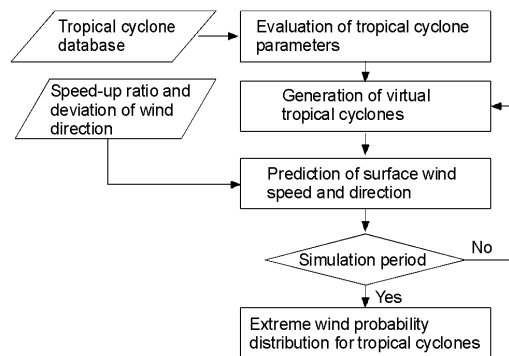 Tropical cyclone
database
Evaluation of tropical cyclone
parameters
Speed-up ratio and
deviation of wind
direction
Generation of virtual
tropical cyclones
Prediction of surface wind
speed and direction
Simulation period
No
Yes
Extreme wind probability
distribution for tropical cyclones